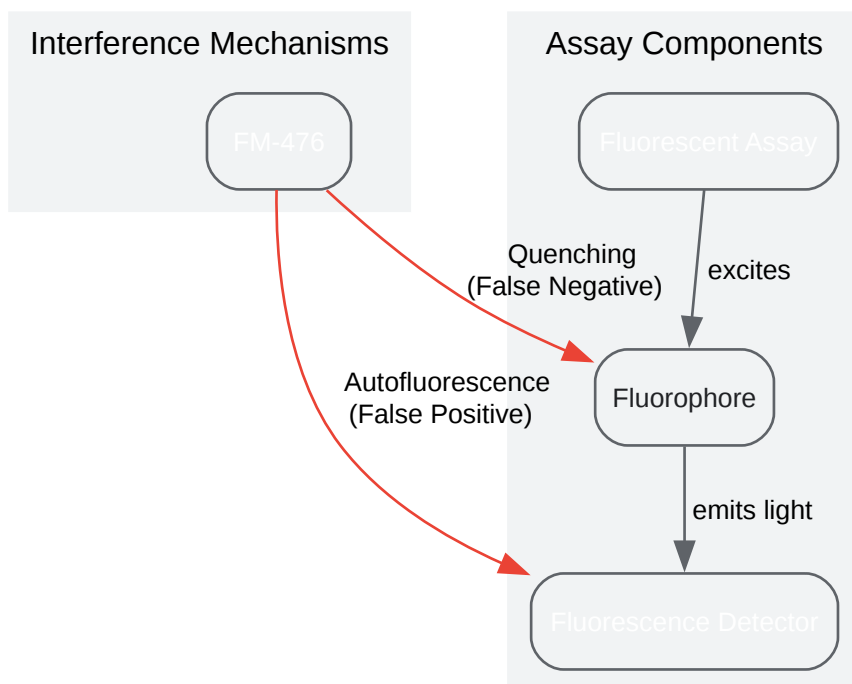 Interference Mechanisms
Assay Components
FM-476
Fluorescent Assay
Quenching
(False Negative)
excites
Autofluorescence
(False Positive)
Fluorophore
emits light
Fluorescence Detector